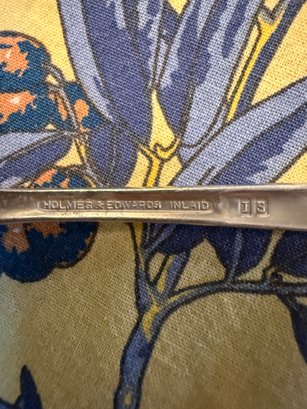 HOLMES & EDWARDS INLAID IS